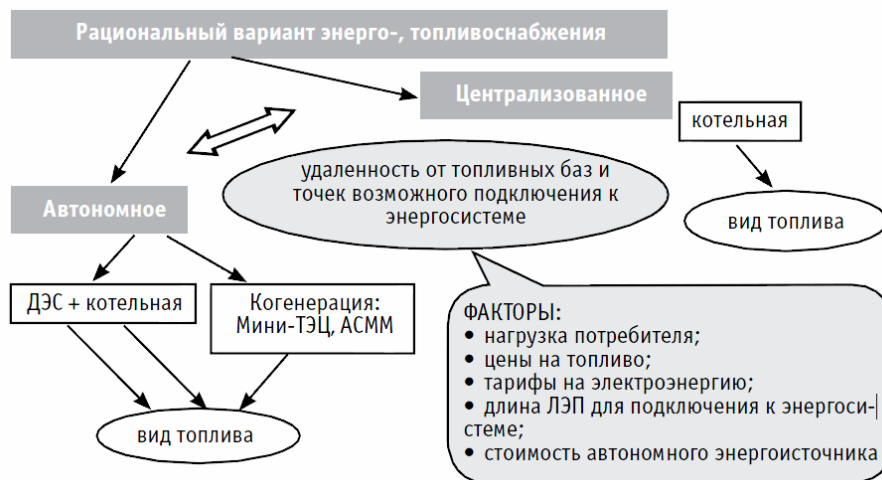 Рациональный вариант энерго-, топливоснабжения
Централизованное
котельная
удаленность от топливных баз и
точек возможного подключения к
энергосистеме
Автономное
вид топлива
ДЭС + котельная
Когенерация:
Мини-ТЭЦ, АСММ
ФАКТОРЫ:
• нагрузка потребителя;
• цены на топливо;
• тарифы на электроэнергию;
• длина ЛЭП для подключения к энергоси-
стеме;
• стоимость автономного энергоисточника
вид топлива